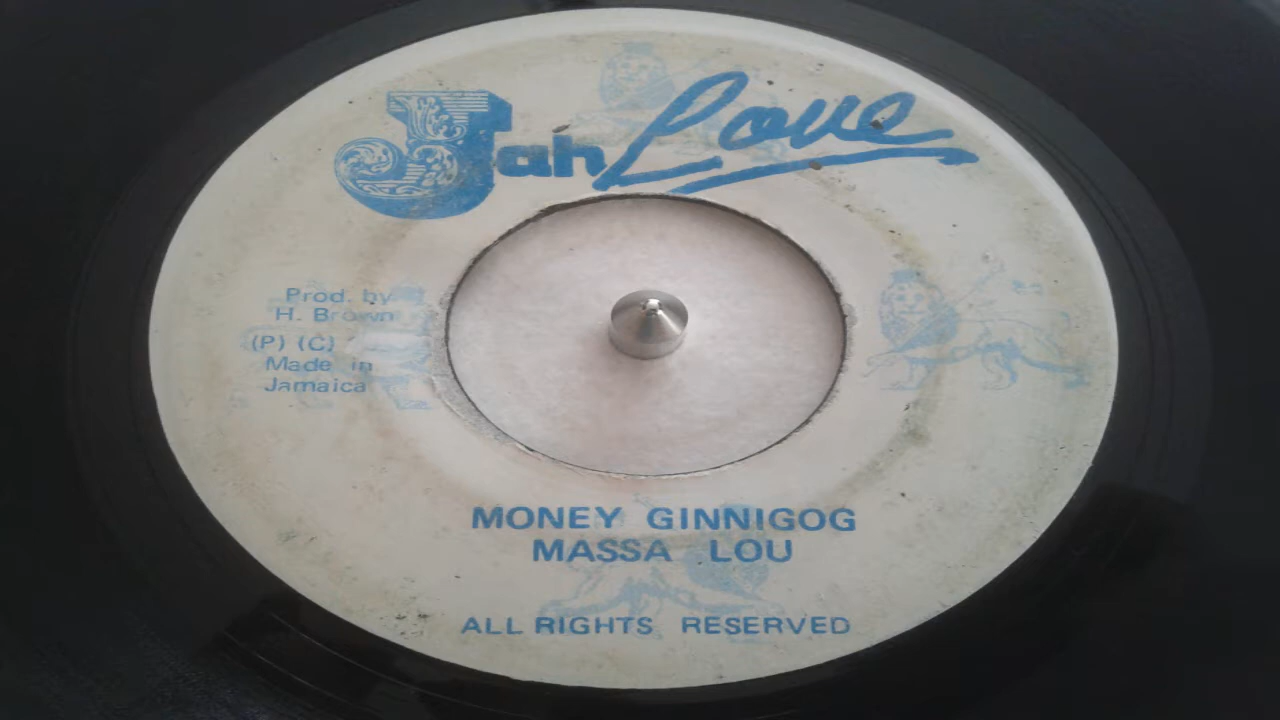 Jah Love
Prod. by
H. Brown
(P) (C)
Made in
Jamaica
MONEY GINNIGOG
MASSA LOU
ALL RIGHTS RESERVED